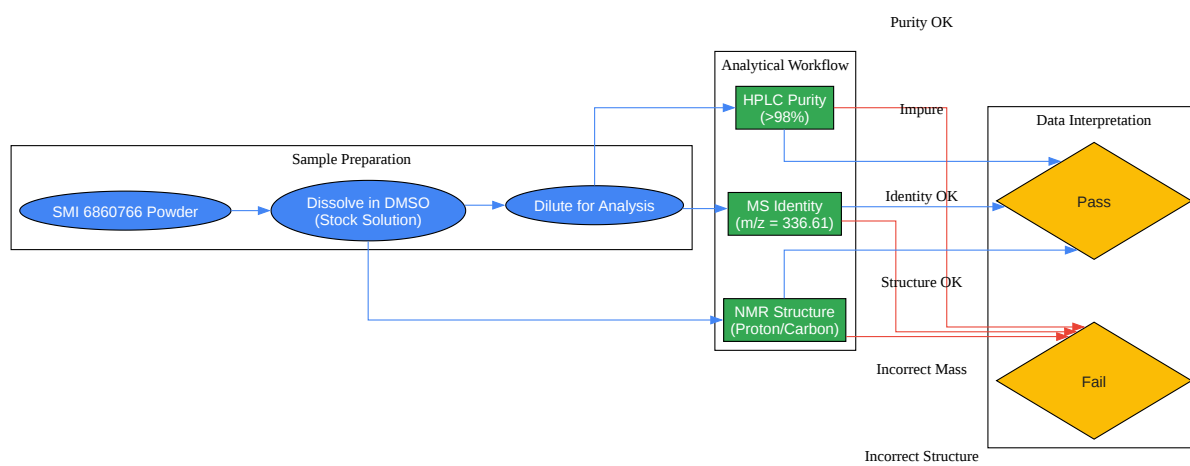 Purity OK
Analytical Workflow
HPLC Purity
(>98%)
Impure
Data Interpretation
Sample Preparation
SMI 6860766 Powder
Dissolve in DMSO
(Stock Solution)
Dilute for Analysis
MS Identity
(m/z = 336.61)
Identity OK
Pass
Structure OK
NMR Structure
(Proton/Carbon)
Incorrect Mass
Fail
Incorrect Structure